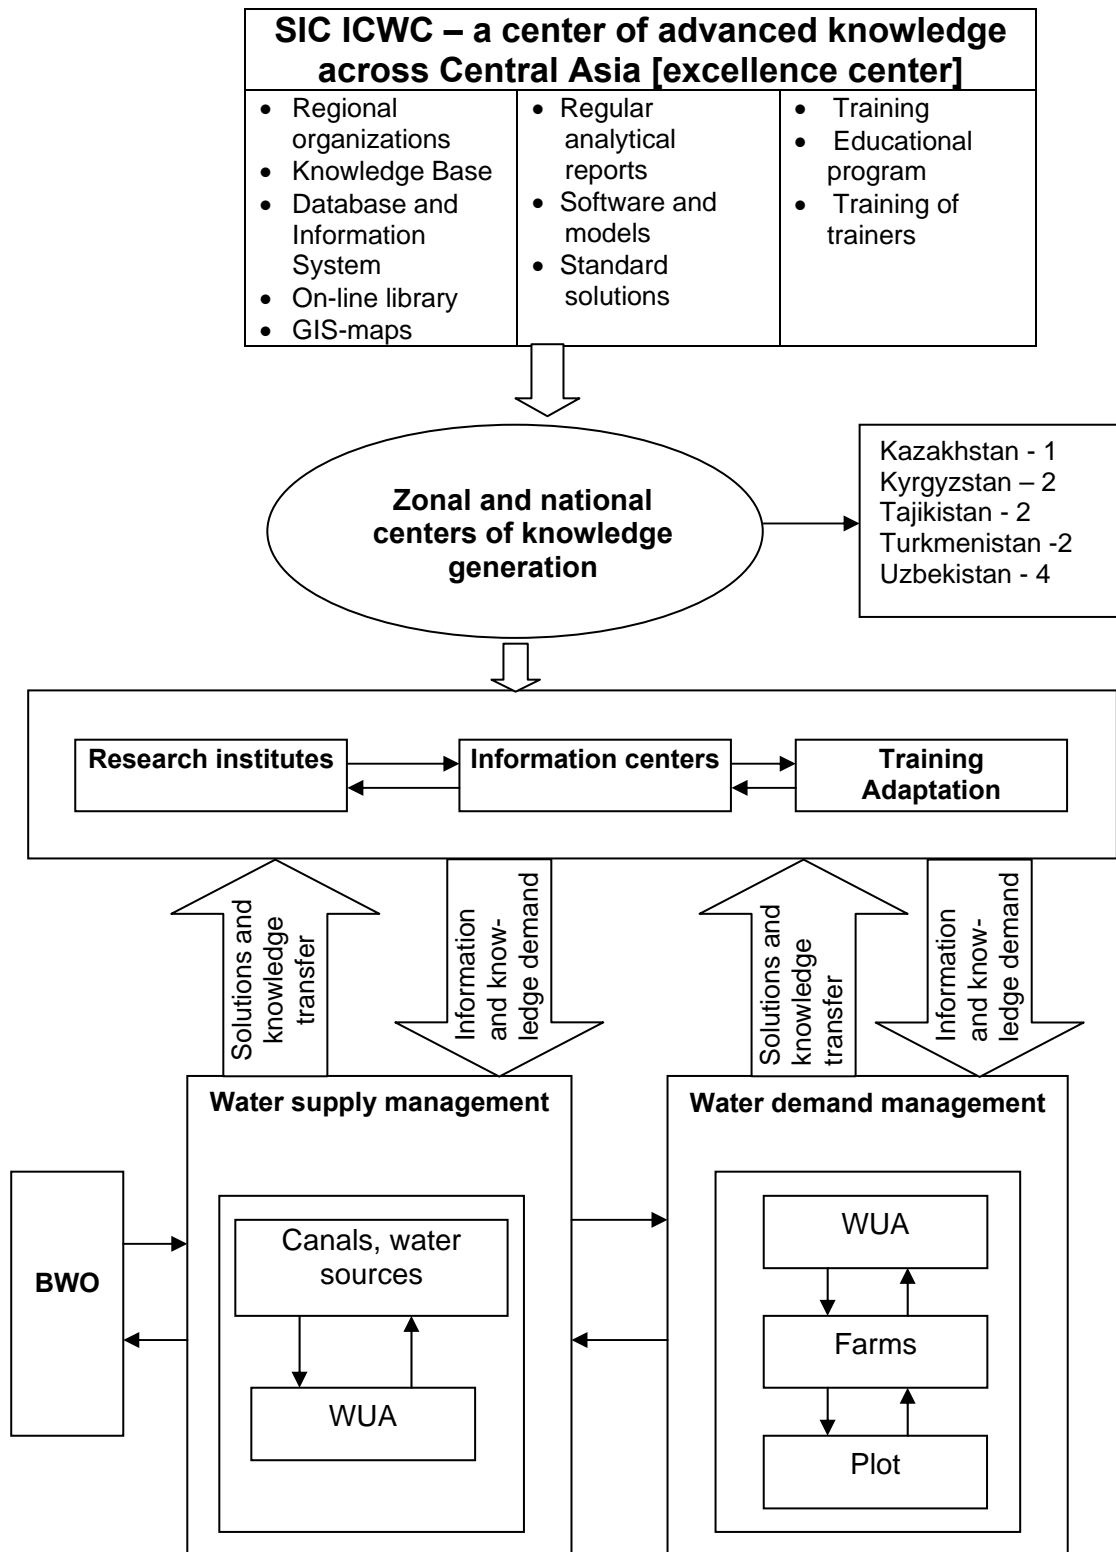 SIC ICWC – a center of advanced knowledge
across Central Asia [excellence center]
• Regional
organizations
• Knowledge Base
• Database and
Information
System
• On-line library
• GIS-maps
• Regular
analytical
reports
• Software and
models
• Standard
solutions
• Training
• Educational
program
• Training of
trainers
Zonal and national
centers of knowledge
generation
Kazakhstan - 1
Kyrgyzstan – 2
Tajikistan - 2
Turkmenistan -2
Uzbekistan - 4
Research institutes
Information centers
Training
Adaptation
Solutions and
knowledge
transfer
Information
and know-
ledge demand
Solutions and
knowledge
transfer
Information
and know-
ledge demand
Water supply management
Water demand management
BWO
Canals, water
sources
WUA
WUA
Farms
Plot